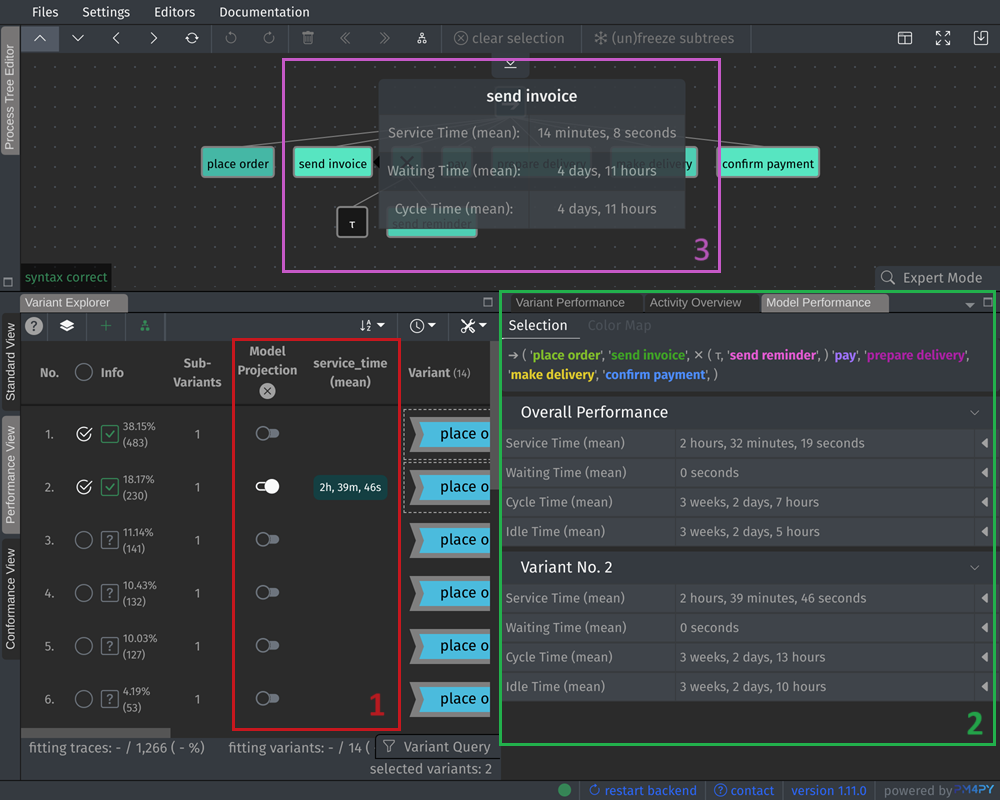 Files Settings Editors Documentation
Process Tree Editor
clear selection (un)freeze subtrees
send invoice
Service Time (mean): 14 minutes, 8 seconds
place order send invoice × pay prepare delivery make delivery confirm payment
Waiting Time (mean): 4 days, 11 hours
Cycle Time (mean): 4 days, 11 hours
τ send reminder
3
syntax correct
Expert Mode
Variant Explorer
Standard View
Performance View
Conformance View
No. Info Sub-Variants Model Projection service_time (mean) Variant (14)
1. 38.15% (483) 1 place o
2. 18.17% (230) 1 2h, 39m, 46s place o
3. ? 11.14% (141) 1 place o
4. ? 10.43% (132) 1 place o
5. ? 10.03% (127) 1 place o
6. ? 4.19% (53) 1 place o
1
fitting traces: - / 1,266 ( - %) fitting variants: - / 14 ( Variant Query
selected variants: 2
Variant Performance Activity Overview Model Performance
Selection Color Map
→ ( 'place order', 'send invoice', × ( τ, 'send reminder', ) 'pay', 'prepare delivery',
'make delivery', 'confirm payment', )
Overall Performance
Service Time (mean) 2 hours, 32 minutes, 19 seconds
Waiting Time (mean) 0 seconds
Cycle Time (mean) 3 weeks, 2 days, 7 hours
Idle Time (mean) 3 weeks, 2 days, 5 hours
Variant No. 2
Service Time (mean) 2 hours, 39 minutes, 46 seconds
Waiting Time (mean) 0 seconds
Cycle Time (mean) 3 weeks, 2 days, 13 hours
Idle Time (mean) 3 weeks, 2 days, 10 hours
2
restart backend contact version 1.11.0 powered by PM4PY